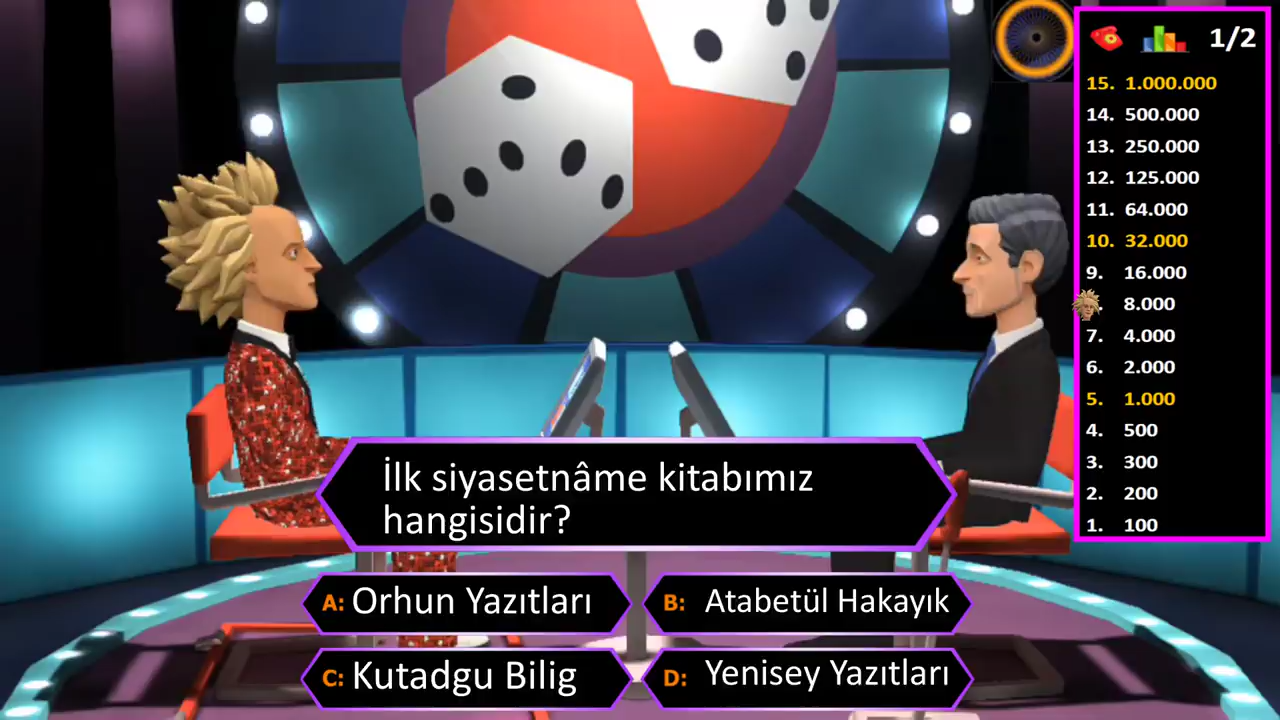 1/2
15. 1.000.000
14. 500.000
13. 250.000
12. 125.000
11. 64.000
10. 32.000
9. 16.000
8.000
7. 4.000
6. 2.000
5. 1.000
4. 500
3. 300
2. 200
1. 100
İlk siyasetnâme kitabımız
hangisidir?
A: Orhun Yazıtları
B: Atabetül Hakayık
C: Kutadgu Bilig
D: Yenisey Yazıtları